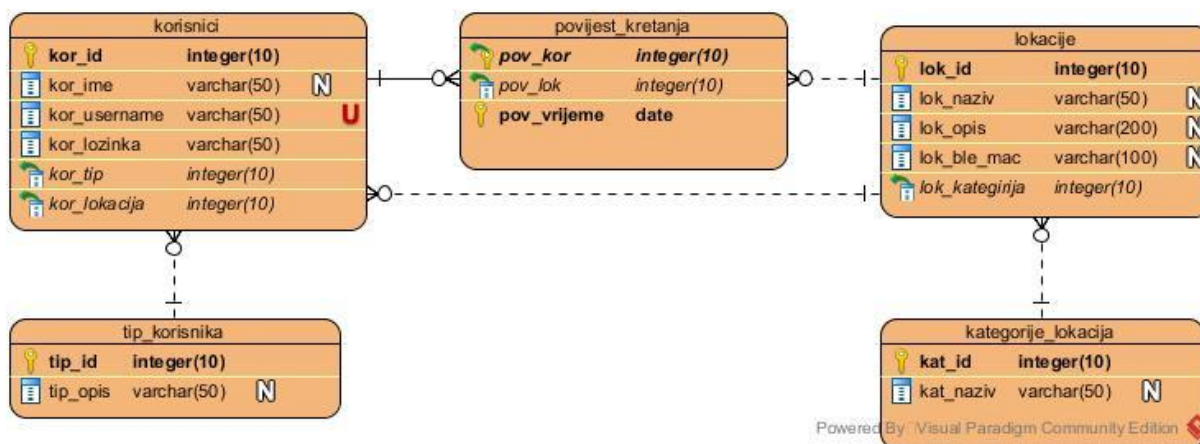 korisnici
kor_id integer(10)
kor_ime varchar(50) N
kor_username varchar(50) U
kor_lozinka varchar(50)
kor_tip integer(10)
kor_lokacija integer(10)
povijest_kretanja
pov_kor integer(10)
pov_lok integer(10)
pov_vrijeme date
lokacije
lok_id integer(10)
lok_naziv varchar(50) N
lok_opis varchar(200) N
lok_ble_mac varchar(100) N
lok_kategirija integer(10)
tip_korisnika
tip_id integer(10)
tip_opis varchar(50) N
kategorije_lokacija
kat_id integer(10)
kat_naziv varchar(50) N
Powered By Visual Paradigm Community Edition